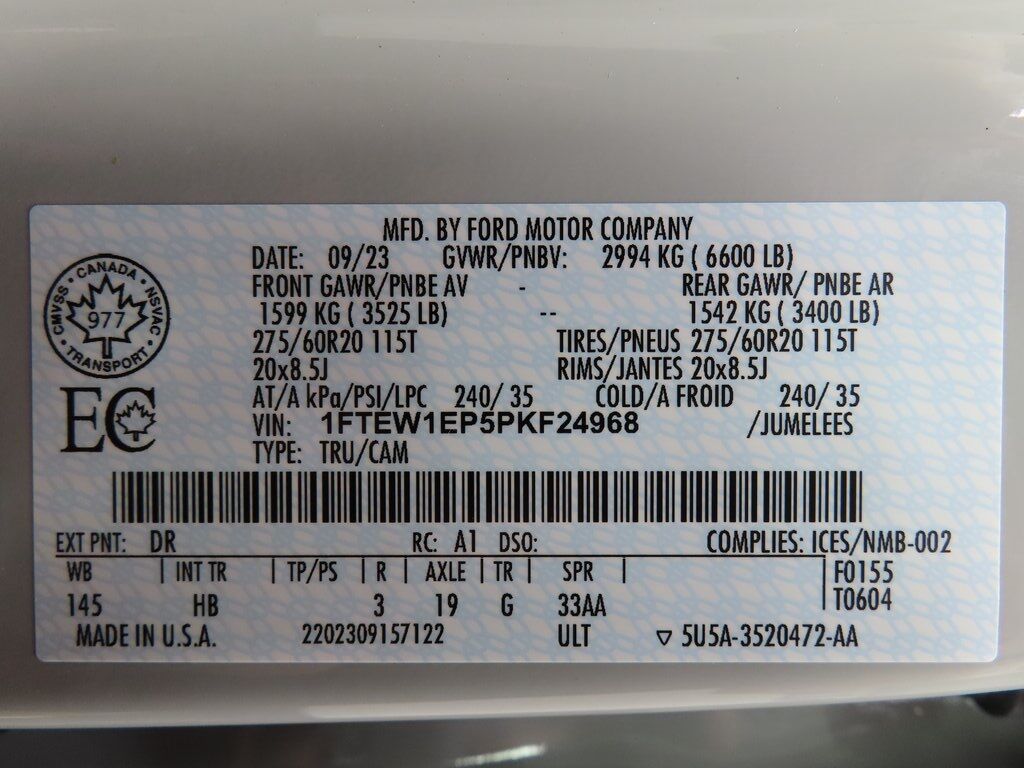 MFD. BY FORD MOTOR COMPANY
DATE: 09/23 GVWR/PNBV: 2994 KG ( 6600 LB)
FRONT GAWR/PNBE AV - REAR GAWR/ PNBE AR
1599 KG ( 3525 LB) -- 1542 KG ( 3400 LB)
275/60R20 115T TIRES/PNEUS 275/60R20 115T
20x8.5J RIMS/JANTES 20x8.5J
AT/A kPa/PSI/LPC 240/ 35 COLD/A FROID 240/ 35
VIN: 1FTEW1EP5PKF24968 /JUMELEES
TYPE: TRU/CAM
CANADA
CMVSS NSVAC
977
TRANSPORT
EC
EXT PNT: DR RC: A1 DSO: COMPLIES: ICES/NMB-002
WB | INT TR | TP/PS | R | AXLE | TR | SPR | F0155
145 HB 3 19 G 33AA T0604
MADE IN U.S.A. 2202309157122 ULT ▽ 5U5A-3520472-AA